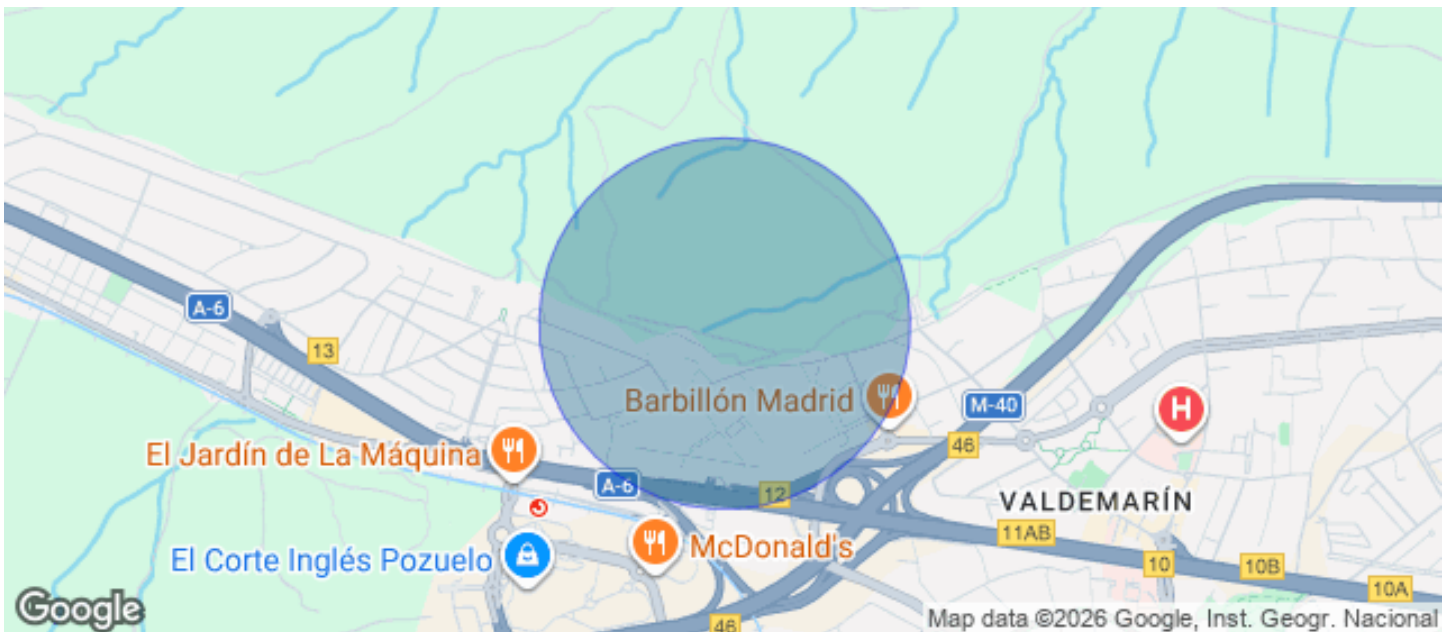 A-6
13
Barbillón Madrid
M-40
46
El Jardín de La Máquina
H
A-6
12
VALDEMARÍN
11AB
McDonald's
El Corte Inglés Pozuelo
10
10B
10A
46
Google
Map data ©2026 Google, Inst. Geogr. Nacional